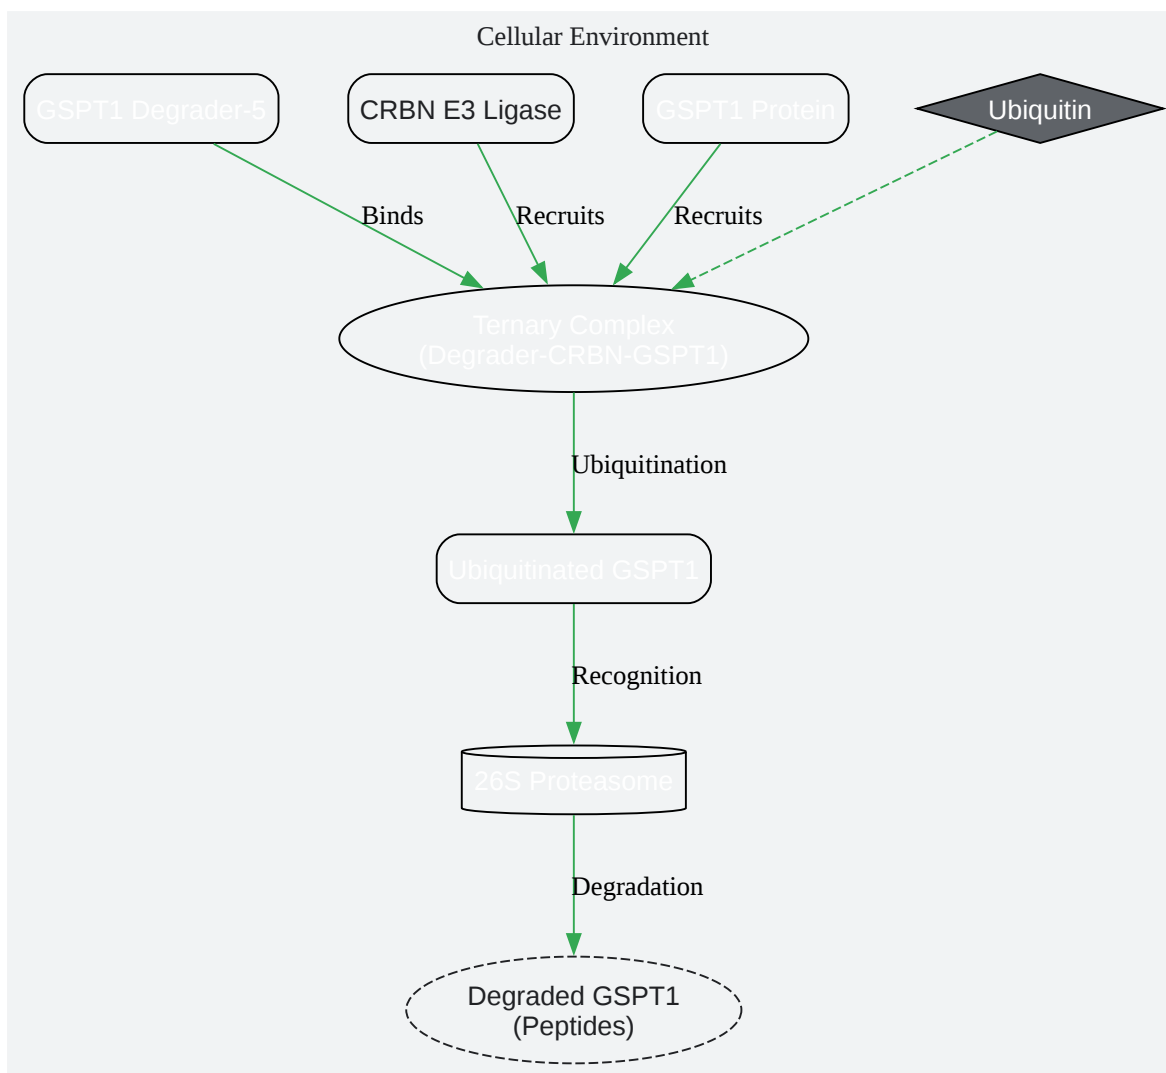 Cellular Environment
GSPT1 Degrader-5
CRBN E3 Ligase
GSPT1 Protein
Ubiquitin
Binds
Recruits
Recruits
Ternary Complex
(Degrader-CRBN-GSPT1)
Ubiquitination
Ubiquitinated GSPT1
Recognition
26S Proteasome
Degradation
Degraded GSPT1
(Peptides)